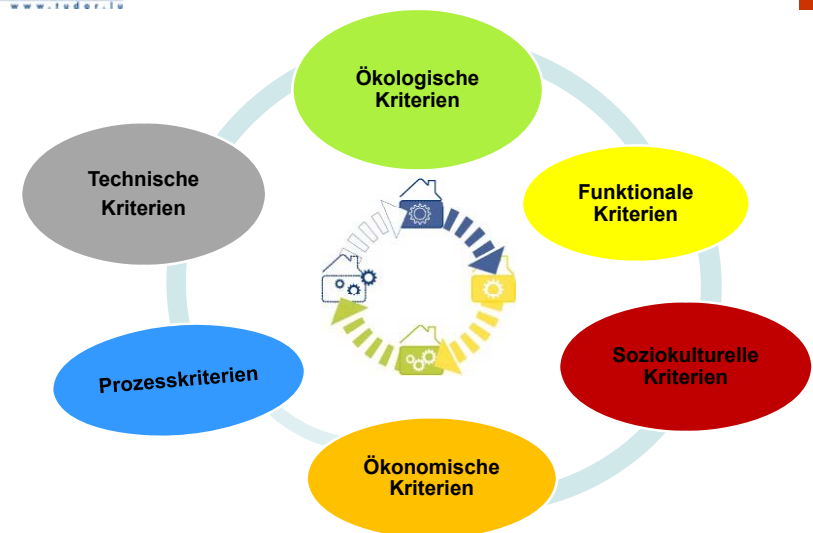 www.tudor.lu
Ökologische
Kriterien
Technische
Kriterien
Funktionale
Kriterien
Soziokulturelle
Kriterien
Prozesskriterien
Ökonomische
Kriterien